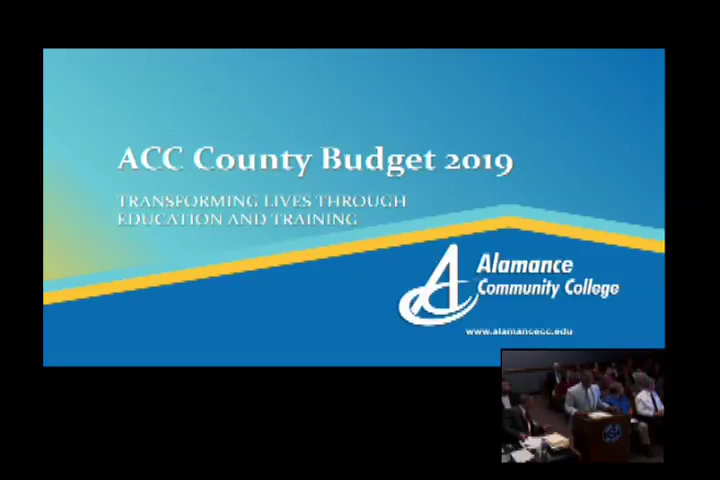 ACC County Budget 2019
TRANSFORMING LIVES THROUGH
EDUCATION AND TRAINING
Alamance
Community College
www.alamancecc.edu